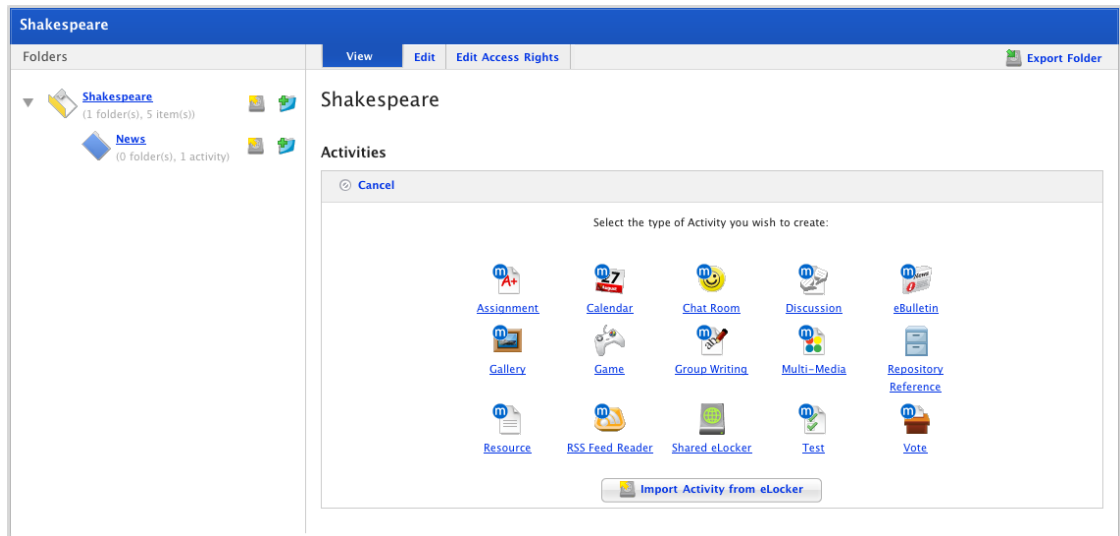 Shakespeare
Folders
View
Edit
Edit Access Rights
Export Folder
Shakespeare
(1 folder(s), 5 item(s))
News
(0 folder(s), 1 activity)
Shakespeare
Activities
Cancel
Select the type of Activity you wish to create:
Assignment
Calendar
Chat Room
Discussion
eBulletin
Gallery
Game
Group Writing
Multi-Media
Repository
Reference
Resource
RSS Feed Reader
Shared eLocker
Test
Vote
Import Activity from eLocker